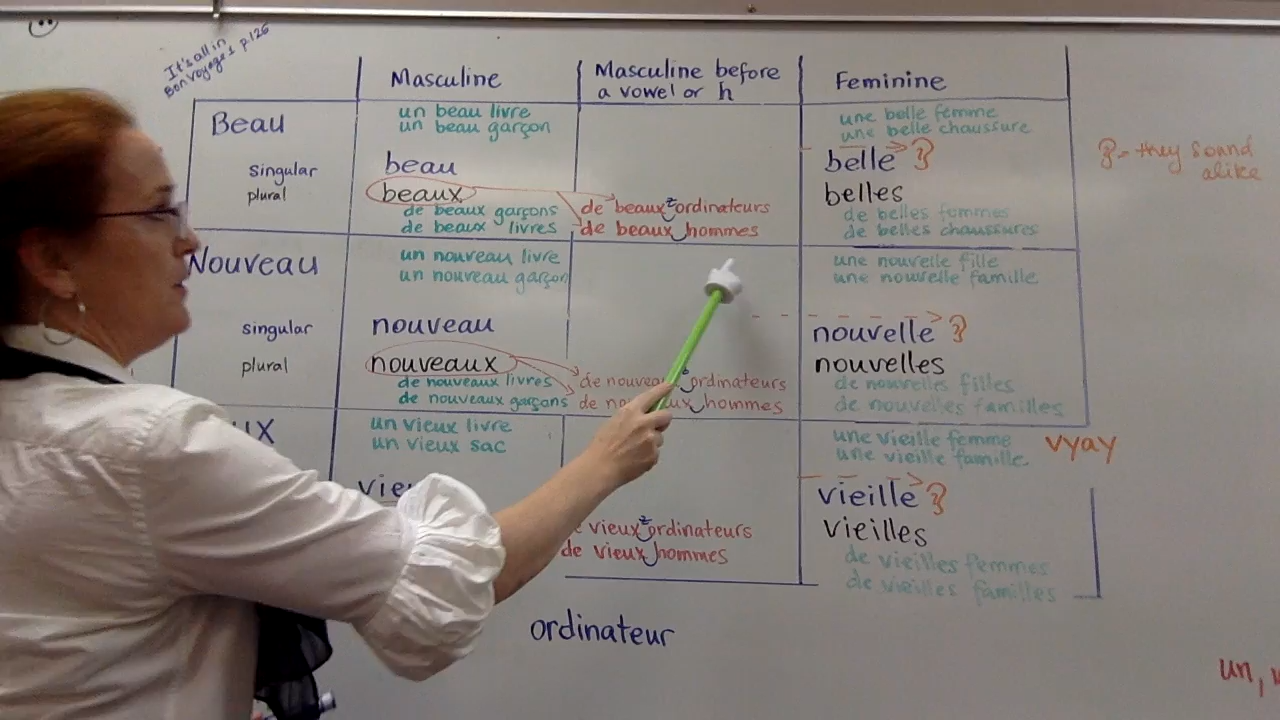 It's all in
Bon voyage 1 p.126
Masculine
Masculine before
a vowel or h
Feminine
Beau
un beau livre
un beau garçon
une belle femme
une belle chaussure
singular
beau
belle
plural
beaux
belles
= they sound
alike
de beaux garçons
de beaux livres
de beaux ordinateurs
z
de beaux hommes
de belles femmes
de belles chaussures
Nouveau
un nouveau livre
un nouveau garçon
une nouvelle fille
une nouvelle famille
singular
nouveau
nouvelle
plural
nouveaux
nouvelles
de nouveaux livres
de nouveaux garçons
de ordinateurs
de hommes
de nouvelles filles
de nouvelles familles
un vieux livre
un vieux sac
une vieille femme
une vieille famille
vyay
vieille
vieilles
vieux ordinateurs
z
de vieux hommes
de vieilles femmes
de vieilles familles
ordinateur
un,